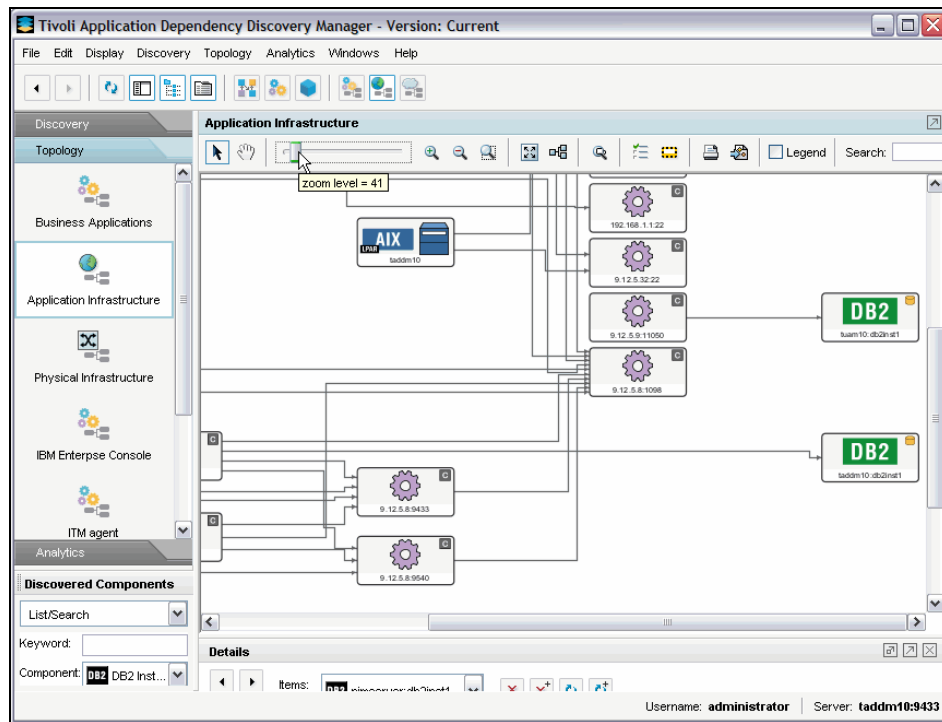 Tivoli Application Dependency Discovery Manager - Version: Current
File Edit Display Discovery Topology Analytics Windows Help
Discovery
Application Infrastructure
Topology
Legend
Search:
zoom level = 41
Business Applications
Application Infrastructure
Physical Infrastructure
IBM Enterpse Console
ITM agent
Analytics
Discovered Components
List/Search
Keyword:
Component: DB2 DB2 Inst...
C
192.168.1.1:22
AIX
LPAR
taddm10
C
9.12.5.32:22
C
9.12.5.9:11050
DB2
tuam10:db2inst1
C
9.12.5.8:1098
C
DB2
taddm10:db2inst1
C
9.12.5.8:9433
C
C
9.12.5.8:9540
Details
Items: DB2 nimserver:db2inst1
Username: administrator Server: taddm10:9433